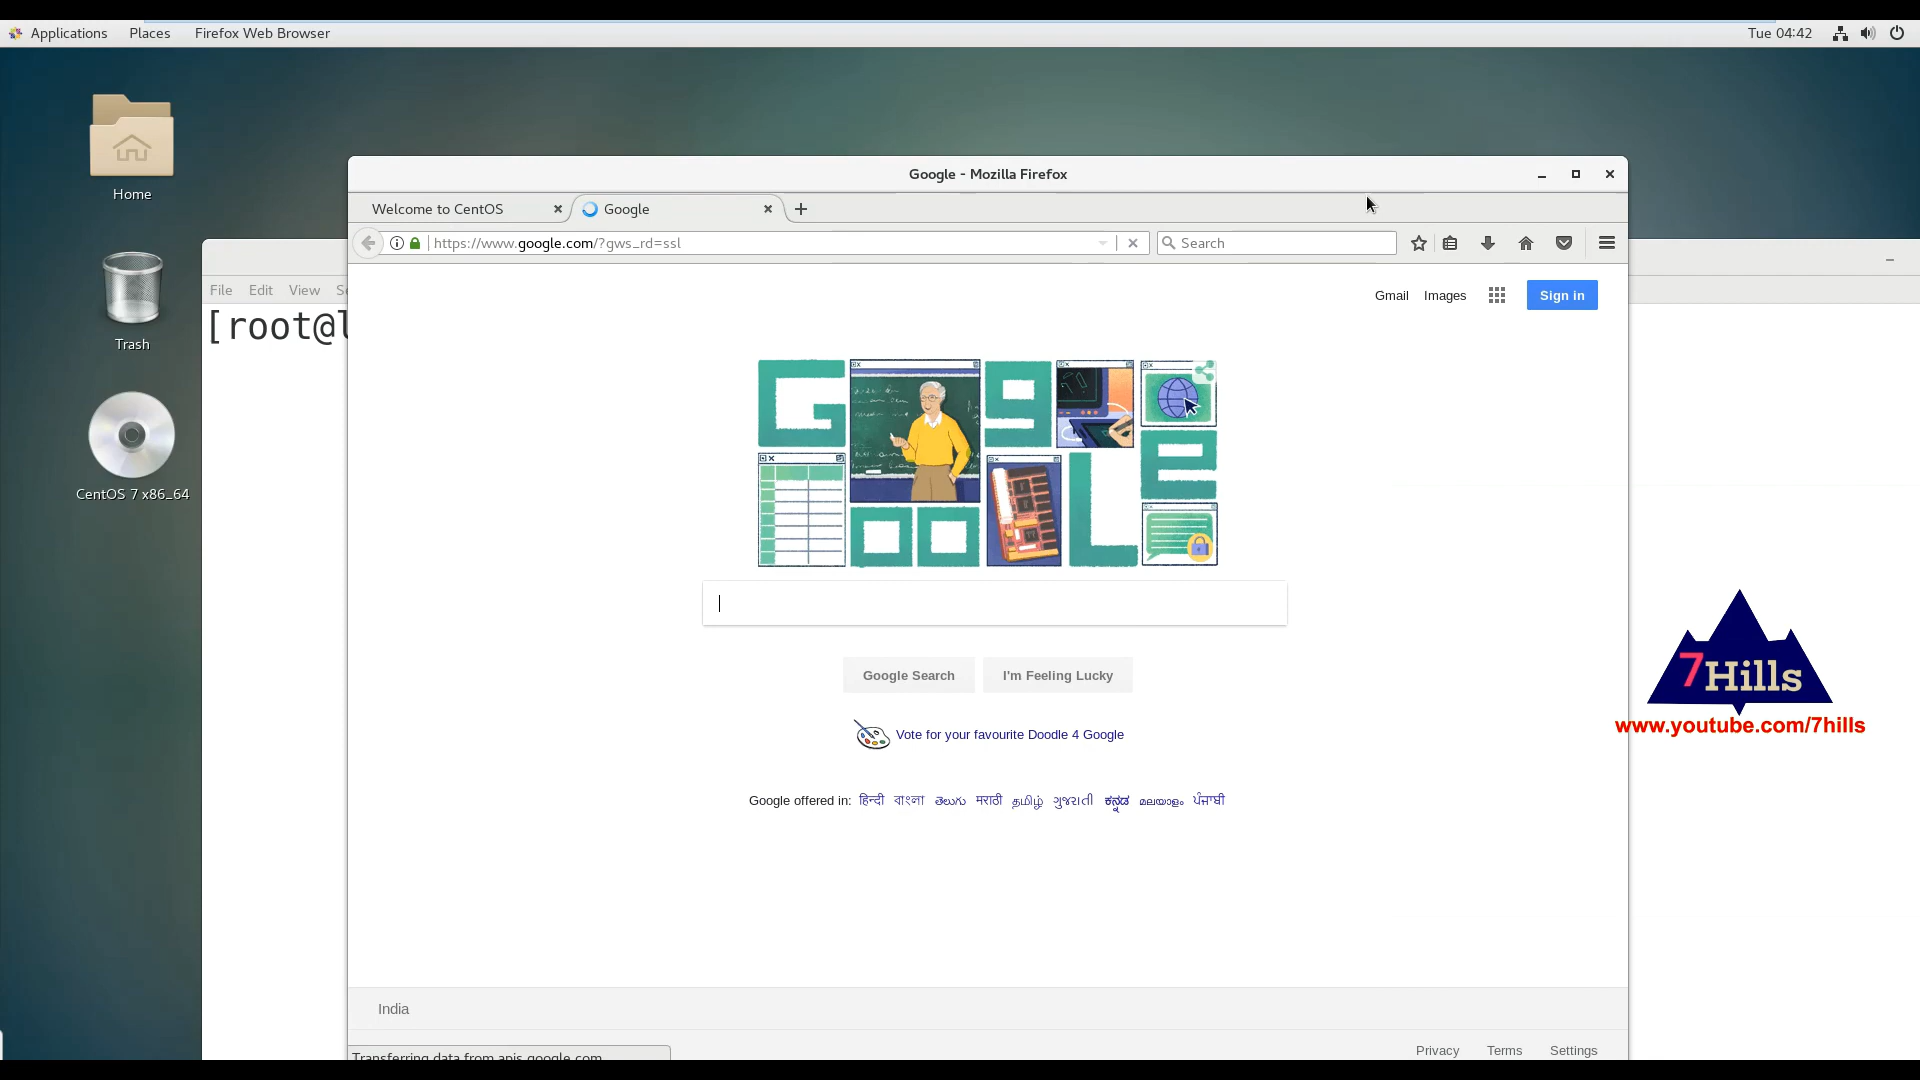 Applications Places Firefox Web Browser Tue 04:42
Google - Mozilla Firefox
Welcome to CentOS Google
https://www.google.com/?gws_rd=ssl Search
Home
File Edit View
[root@l
Trash
CentOS 7 x86_64
Gmail Images Sign in
G g
e
oo L
Google Search I'm Feeling Lucky
Vote for your favourite Doodle 4 Google
Google offered in: हिन्दी বাংলা తెలుగు मराठी தமிழ் ગુજરાતી ಕನ್ನಡ മലയാളം ਪੰਜਾਬੀ
7Hills
www.youtube.com/7hills
India
Transferring data from apis.google.com
Privacy Terms Settings